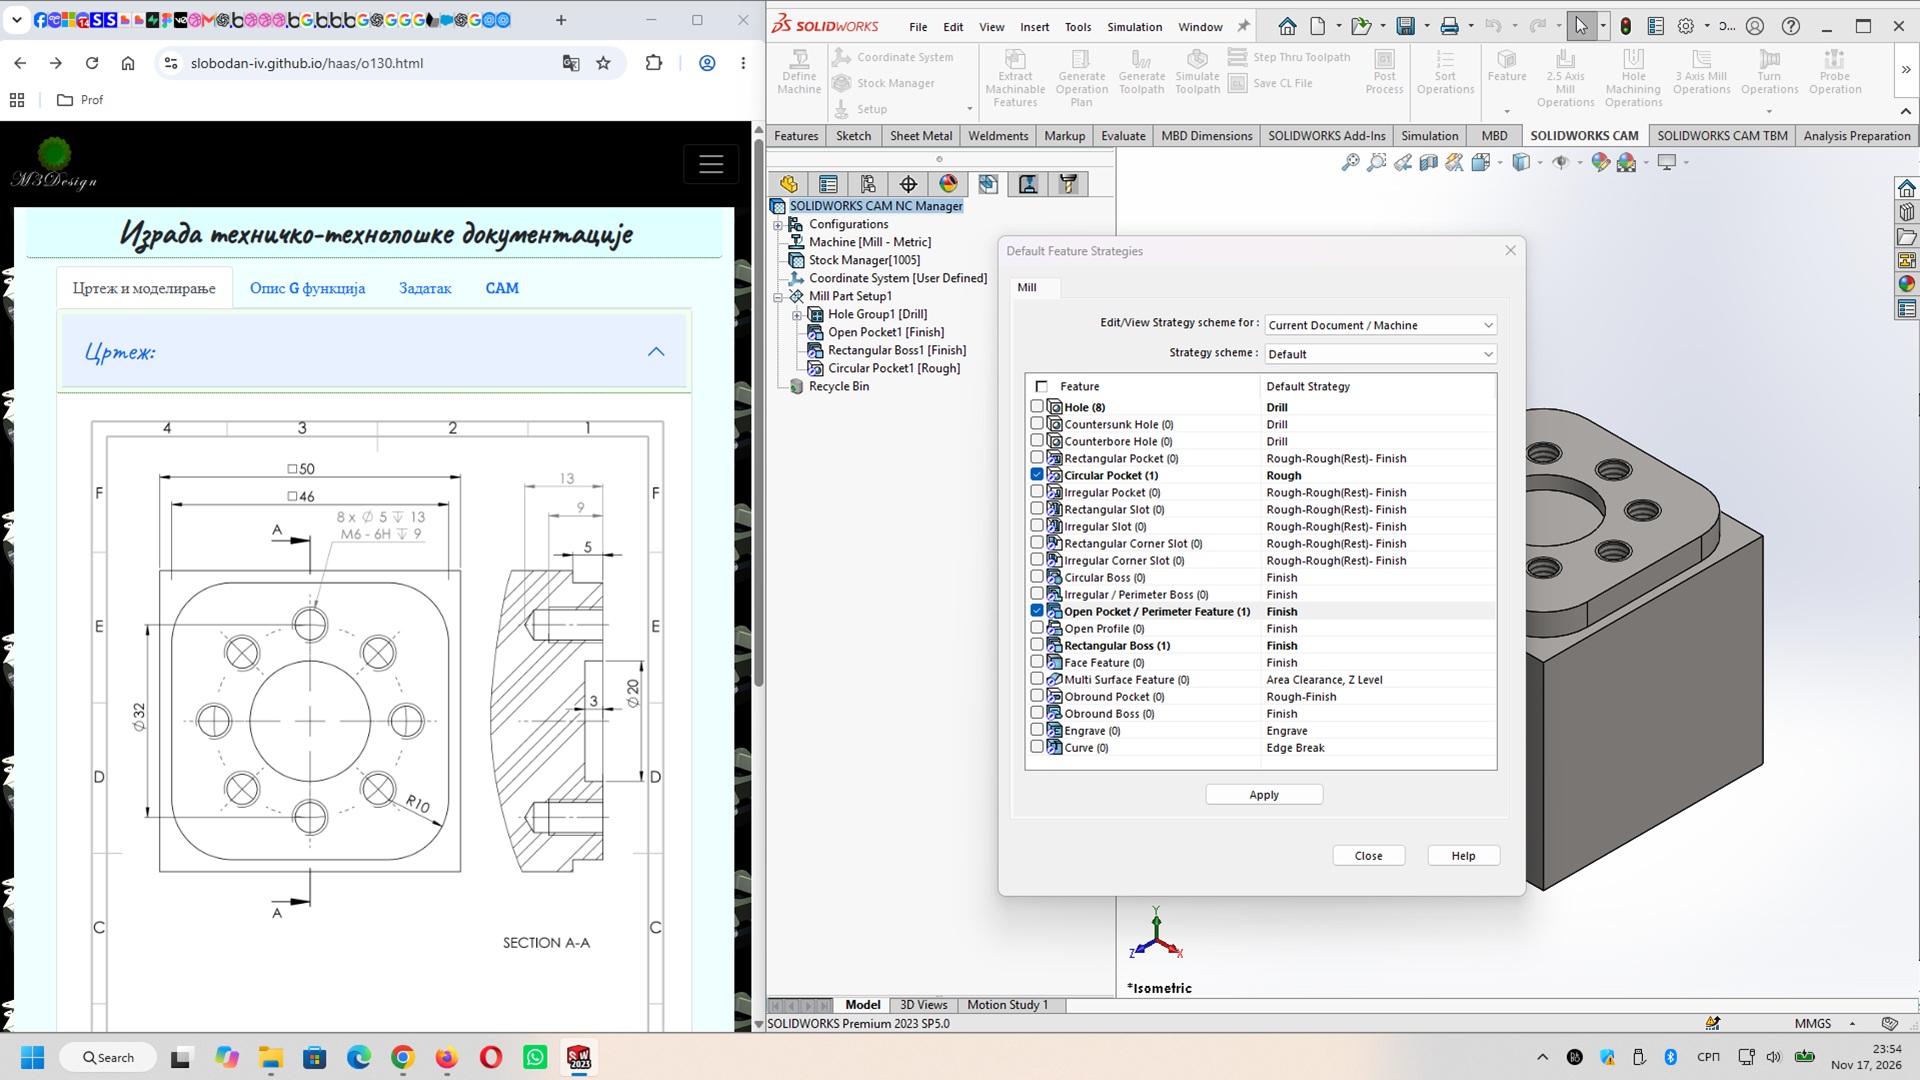 slobodan-iv.github.io/haas/o130.html
Prof
M3Design
Израда техничко-технолошке документације
Цртеж и моделирање
Опис G функција
Задатак
CAM
Цртеж:
4 3 2 1
□50
□46
8 x ∅ 5 ↧ 13
M6 - 6H ↧ 9
13
9
5
F F
A
E E
∅32
3
∅20
D D
R10
A
C C
SECTION A-A
SOLIDWORKS
File Edit View Insert Tools Simulation Window
Define Machine
Coordinate System
Stock Manager
Setup
Extract Machinable Features
Generate Operation Plan
Generate Toolpath
Simulate Toolpath
Step Thru Toolpath
Save CL File
Post Process
Sort Operations
Feature
2.5 Axis Mill Operations
Hole Machining Operations
3 Axis Mill Operations
Turn Operations
Probe Operation
Features Sketch Sheet Metal Weldments Markup Evaluate MBD Dimensions SOLIDWORKS Add-Ins Simulation MBD SOLIDWORKS CAM SOLIDWORKS CAM TBM Analysis Preparation
SOLIDWORKS CAM NC Manager
Configurations
Machine [Mill - Metric]
Stock Manager[1005]
Coordinate System [User Defined]
Mill Part Setup1
Hole Group1 [Drill]
Open Pocket1 [Finish]
Rectangular Boss1 [Finish]
Circular Pocket1 [Rough]
Recycle Bin
Default Feature Strategies
Mill
Edit/View Strategy scheme for : Current Document / Machine
Strategy scheme : Default
Feature Default Strategy
Hole (8) Drill
Countersunk Hole (0) Drill
Counterbore Hole (0) Drill
Rectangular Pocket (0) Rough-Rough(Rest)- Finish
Circular Pocket (1) Rough
Irregular Pocket (0) Rough-Rough(Rest)- Finish
Rectangular Slot (0) Rough-Rough(Rest)- Finish
Irregular Slot (0) Rough-Rough(Rest)- Finish
Rectangular Corner Slot (0) Rough-Rough(Rest)- Finish
Irregular Corner Slot (0) Rough-Rough(Rest)- Finish
Circular Boss (0) Finish
Irregular / Perimeter Boss (0) Finish
Open Pocket / Perimeter Feature (1) Finish
Open Profile (0) Finish
Rectangular Boss (1) Finish
Face Feature (0) Finish
Multi Surface Feature (0) Area Clearance, Z Level
Obround Pocket (0) Rough-Finish
Obround Boss (0) Finish
Engrave (0) Engrave
Curve (0) Edge Break
Apply
Close Help
Y
Z X
*Isometric
Model 3D Views Motion Study 1
SOLIDWORKS Premium 2023 SP5.0
MMGS
Search
СРП
23:54
Nov 17, 2026